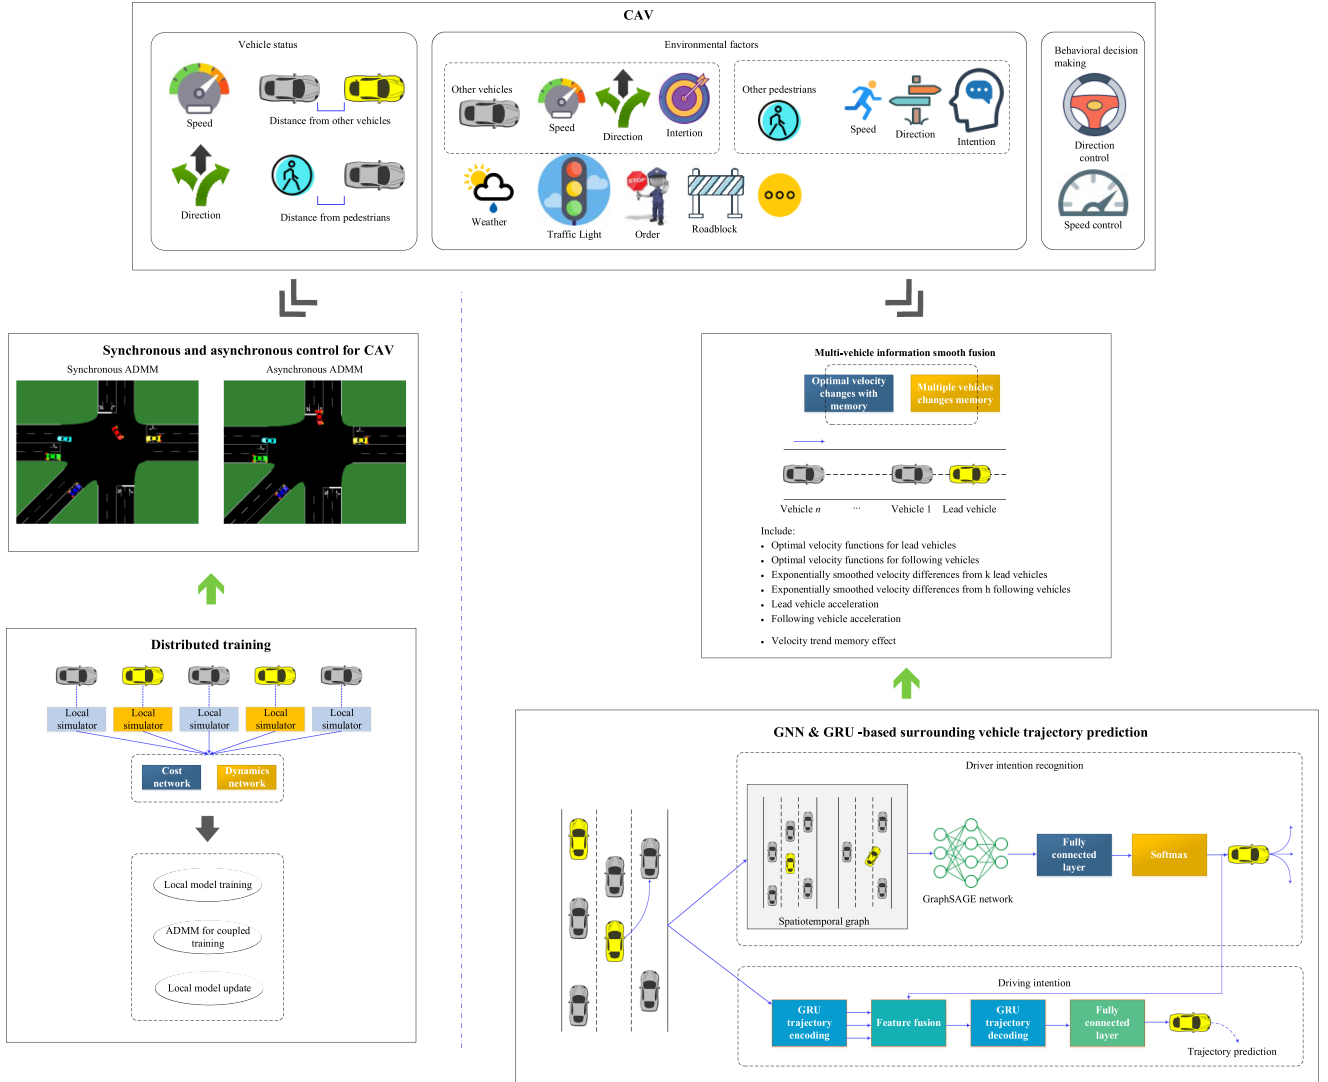 CAV
Vehicle status
Speed
Distance from other vehicles
Direction
Distance from pedestrians
Environmental factors
Other vehicles
Speed
Direction
Intertion
Other pedestrians
Speed
Direction
Intention
Weather
Traffic Light
STOP
Order
Roadblock
Behavioral decision
making
Direction
control
Speed control
Synchronous and asynchronous control for CAV
Synchronous ADMM
Asynchronous ADMM
Distributed training
Local
simulator
Local
simulator
Local
simulator
Local
simulator
Local
simulator
Cost
network
Dynamics
network
Local model training
ADMM for coupled
training
Local model update
Multi-vehicle information smooth fusion
Optimal velocity
changes with
memory
Multiple vehicles
changes memory
Vehicle n
...
Vehicle 1
Lead vehicle
Include:
• Optimal velocity functions for lead vehicles
• Optimal velocity functions for following vehicles
• Exponentially smoothed velocity differences from k lead vehicles
• Exponentially smoothed velocity differences from h following vehicles
• Lead vehicle acceleration
• Following vehicle acceleration
• Velocity trend memory effect
GNN & GRU -based surrounding vehicle trajectory prediction
Driver intention recognition
Spatiotemporal graph
GraphSAGE network
Fully
connected
layer
Softmax
Driving intention
GRU
trajectory
encoding
Feature fusion
GRU
trajectory
decoding
Fully
connected
layer
Trajectory prediction